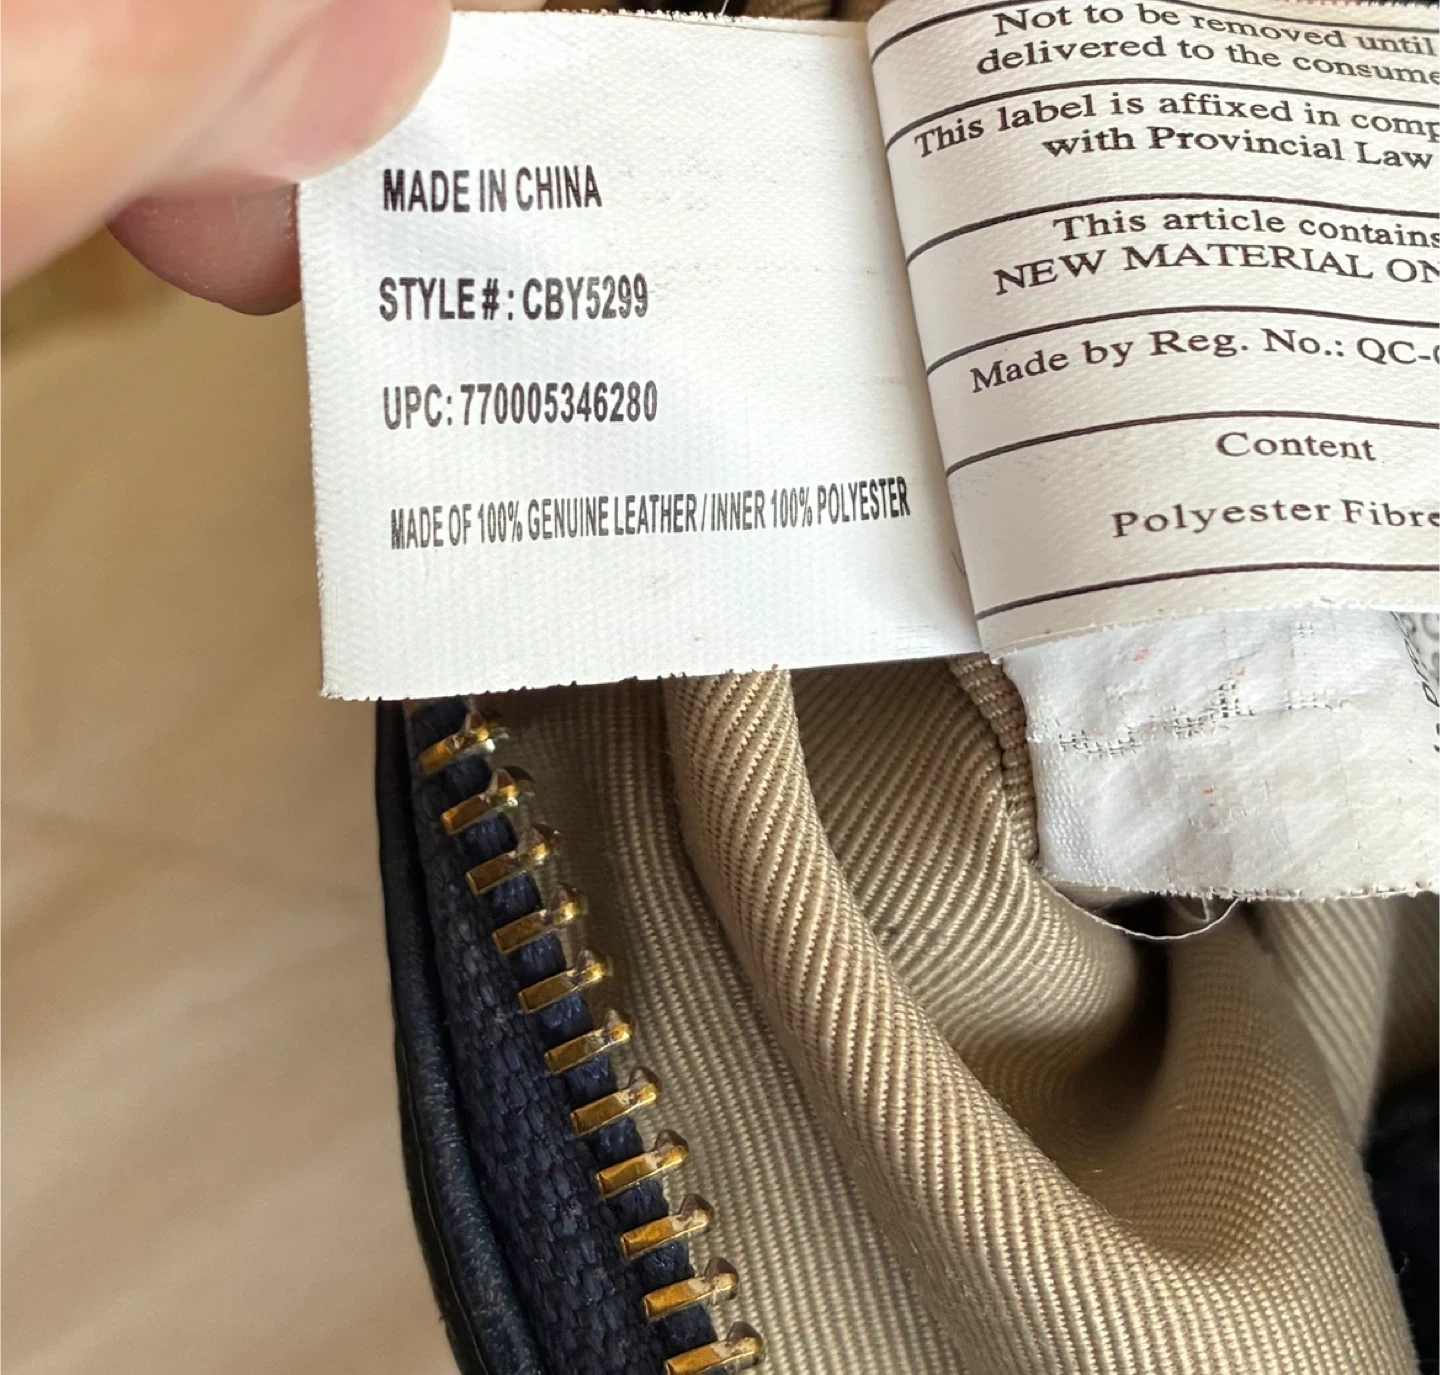 MADE IN CHINA
STYLE#: CBY5299
UPC: 770005346280
MADE OF 100% GENUINE LEATHER / INNER 100% POLYESTER
Not to be removed until
delivered to the
This label is affixed in
with Provincial Law
This article contains
NEW MATERIAL
Made by Reg. No.:
Content
Polyester